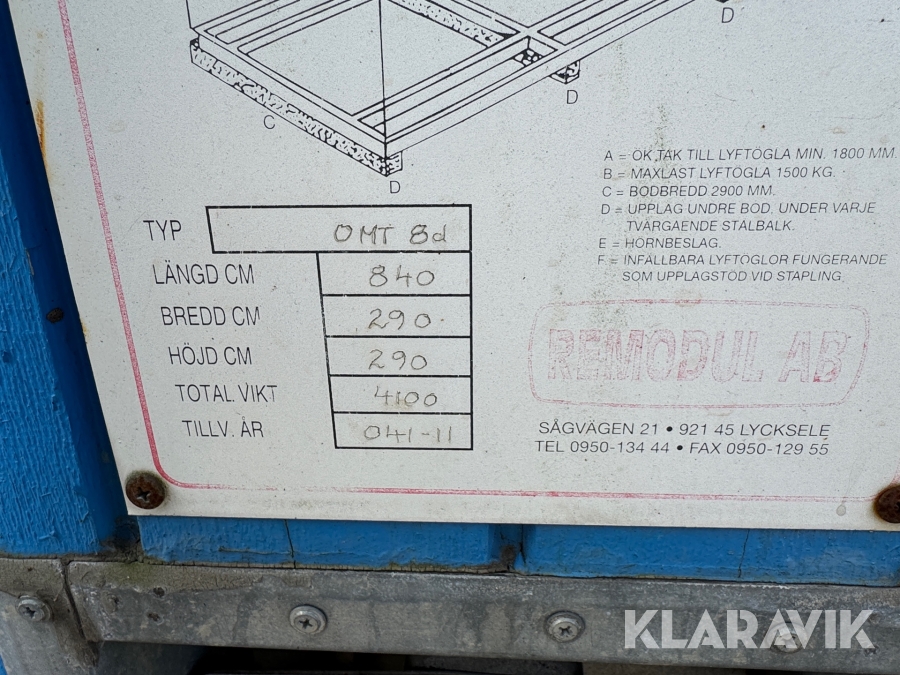 D
D
C
D
A = ÖK TAK TILL LYFTÖGLA MIN. 1800 MM.
B = MAXLAST LYFTÖGLA 1500 KG.
C = BODBREDD 2900 MM.
D = UPPLAG UNDRE BOD. UNDER VARJE
TVÄRGAENDE STÅLBALK.
E = HÖRNBESLAG.
F = INFÄLLBARA LYFTÖGLOR FUNGERANDE
SOM UPPLAGSTÖD VID STAPLING.
TYP OMT 8d
LÄNGD CM 840
BREDD CM 290
HÖJD CM 290
TOTAL VIKT 4100
TILLV. ÅR 041-11
REMODUL AB
SÅGVÄGEN 21 • 921 45 LYCKSELE
TEL 0950-134 44 • FAX 0950-129 55
KLARAVIK